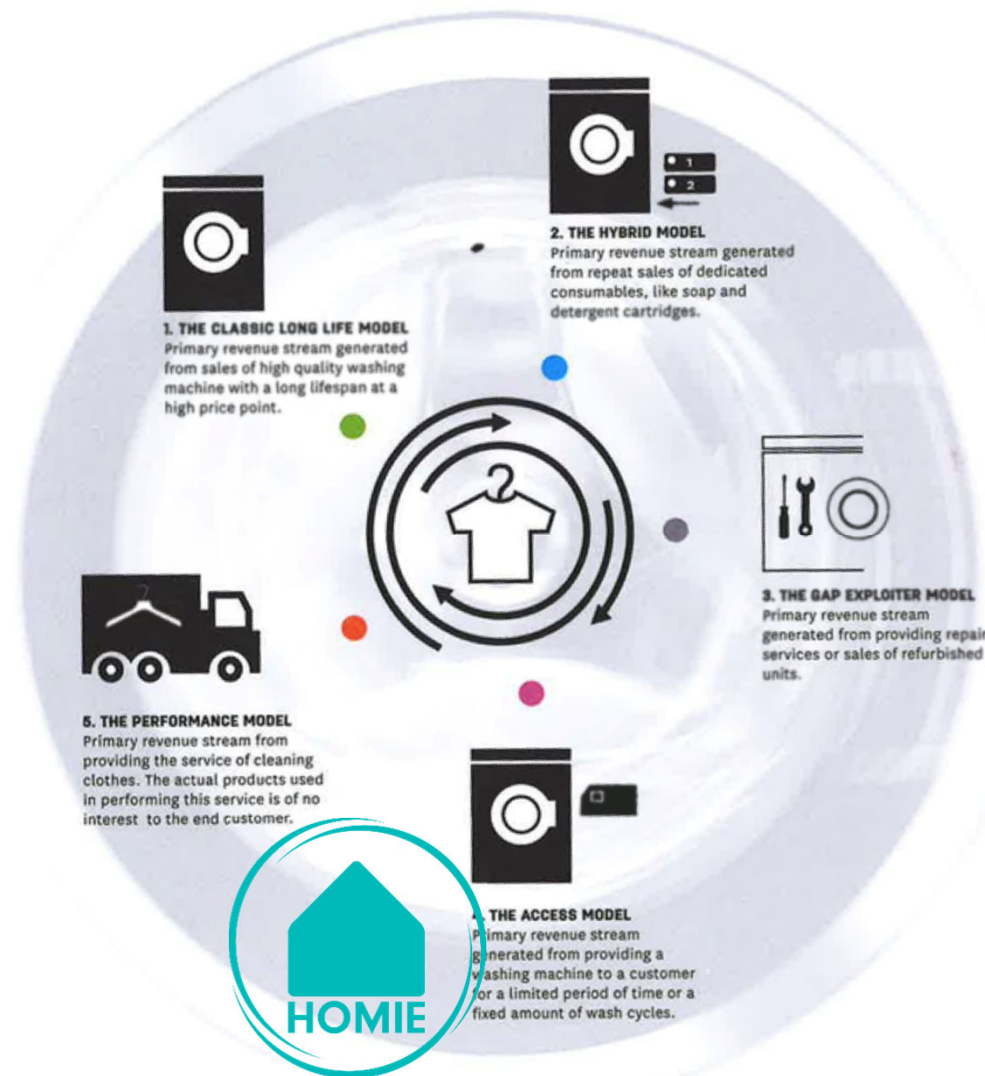 1. THE CLASSIC LONG LIFE MODEL
Primary revenue stream generated
from sales of high quality washing
machine with a long lifespan at a
high price point.
1
2
2. THE HYBRID MODEL
Primary revenue stream generated
from repeat sales of dedicated
consumables, like soap and
detergent cartridges.
3. THE GAP EXPLOITER MODEL
Primary revenue stream
generated from providing repair
services or sales of refurbished
units.
4. THE ACCESS MODEL
Primary revenue stream
generated from providing a
washing machine to a customer
for a limited period of time or a
fixed amount of wash cycles.
5. THE PERFORMANCE MODEL
Primary revenue stream from
providing the service of cleaning
clothes. The actual products used
in performing this service is of no
interest to the end customer.
HOMIE